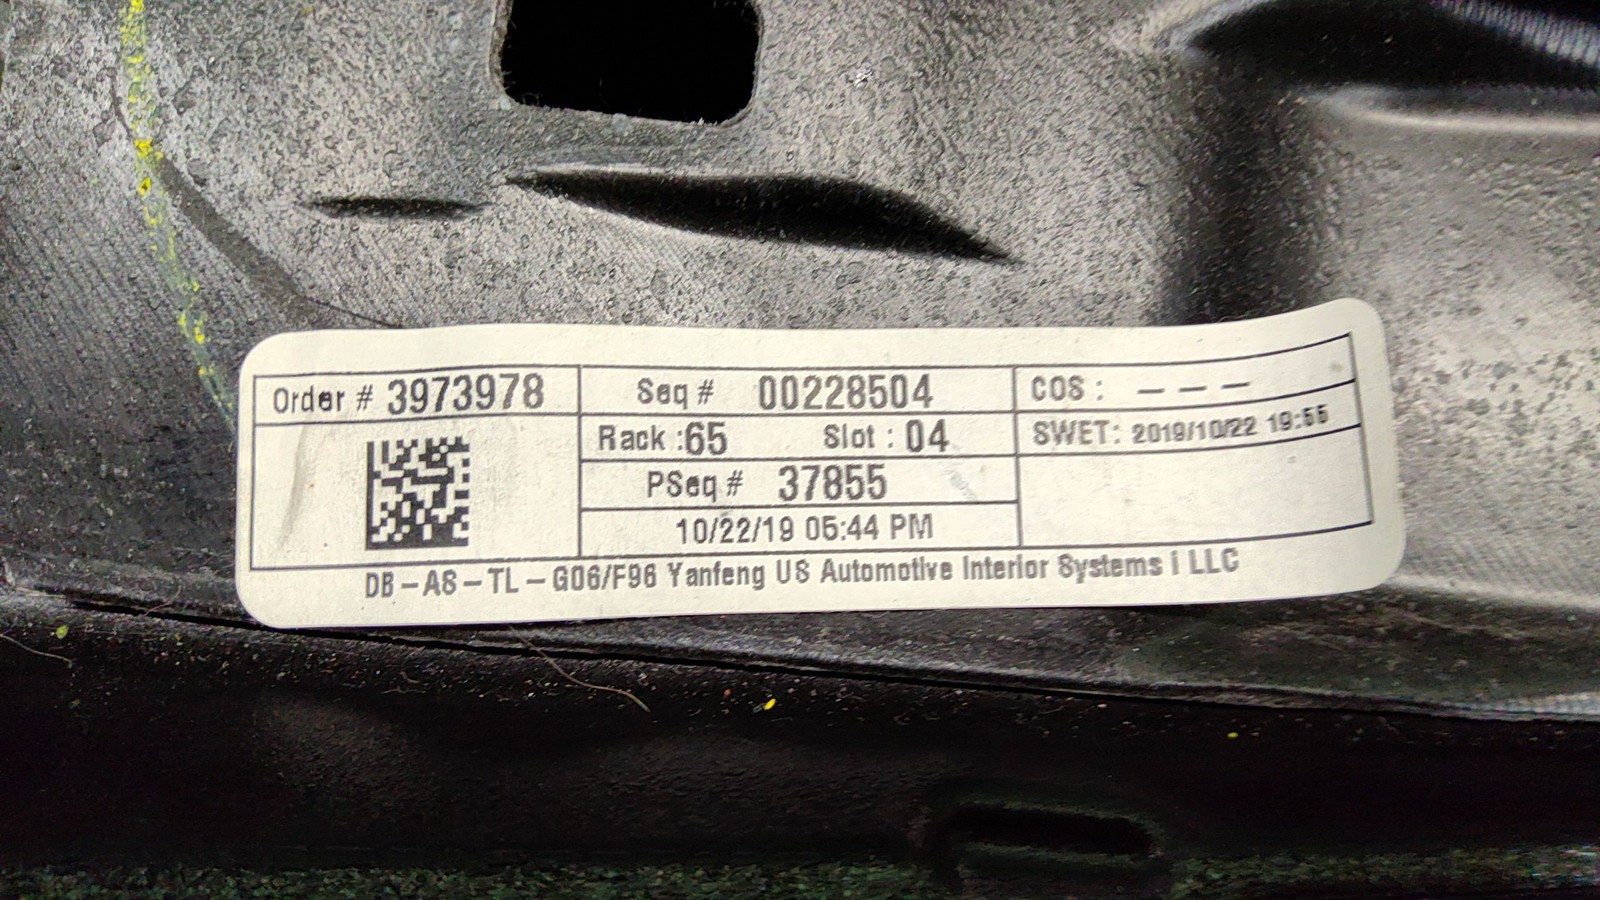 Order # 3973978 Seq # 00228504 COS : – – –
Rack :65 Slot : 04 SWET: 2019/10/22 19:55
PSeq # 37855
10/22/19 05:44 PM
DB-AS-TL-G06/F96 Yanfeng US Automotive Interior Systems I LLC